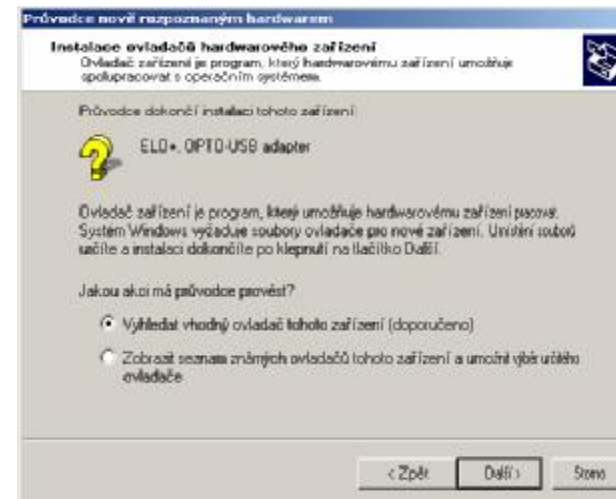 Průvodce nově rozpoznaným hardwarem
Instalace ovladačů hardwarového zařízení
Ovladač zařízení je program, který hardwarovému zařízení umožňuje
spolupracovat s operačním systémem.
Průvodce dokončí instalaci tohoto zařízení:
ELO+. OPTO-USB adapter
Ovladač zařízení je program, který umožňuje hardwarovému zařízení pracovat.
Systém Windows vyžaduje soubory ovladače pro nové zařízení. Umístění souborů
určíte a instalaci dokončíte po klepnutí na tlačítko Další.
Jakou akci má průvodce provést?
Vyhledat vhodný ovladač tohoto zařízení (doporučeno)
Zobrazit seznam známých ovladačů tohoto zařízení a umožnit výběr určitého
ovladače
< Zpět Další > Storno